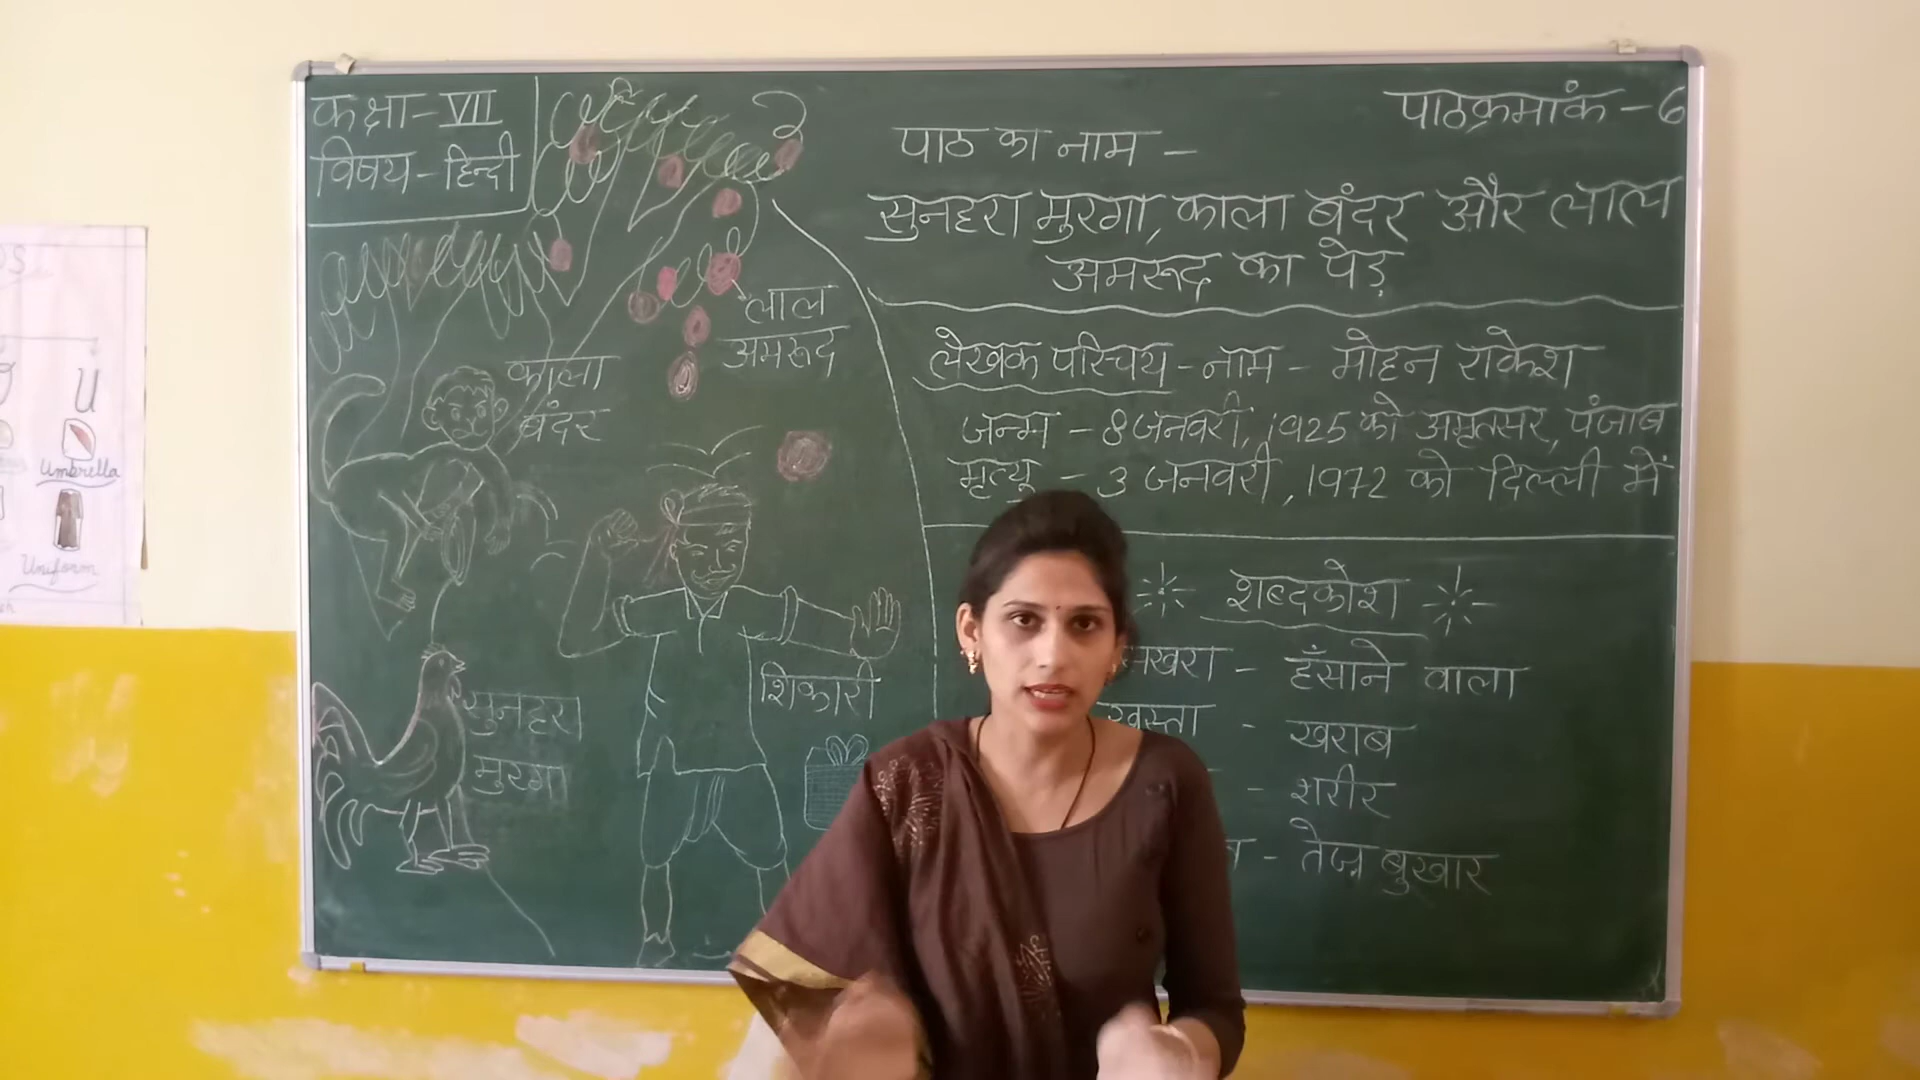 कक्षा - VII
विषय - हिन्दी
पाठक्रमांक - 6
पाठ का नाम -
सुनहरा मुरगा, काला बंदर और लाल
अमरूद का पेड़
लेखक परिचय - नाम - मोहन राकेश
जन्म - 8 जनवरी, 1925 को अमृतसर, पंजाब
मृत्यू - 3 जनवरी, 1972 को दिल्ली में
शब्दकोश
- हँसाने वाला
खस्ता - खराब
- शरीर
- तेज़ बुखार
लाल
अमरूद
काला
बंदर
शिकारी
सुनहरा
मुरगा
U
Umbrella
Uniform